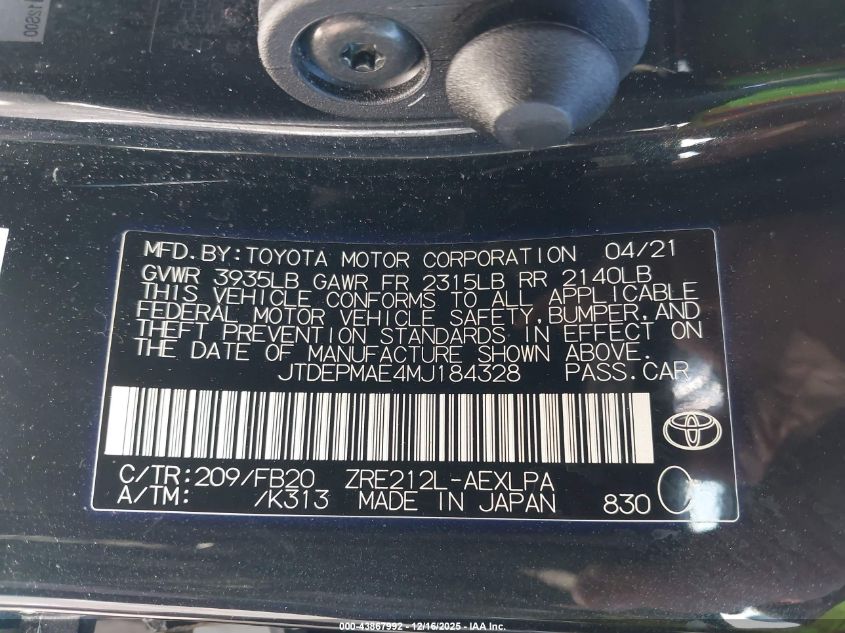 12S00
MFD.BY:TOYOTA MOTOR CORPORATION 04/21
GVWR 3935LB GAWR FR 2315LB RR 2140LB
THIS VEHICLE CONFORMS TO ALL APPLICABLE
FEDERAL MOTOR VEHICLE SAFETY, BUMPER, AND
THEFT PREVENTION STANDARDS IN EFFECT ON
THE DATE OF MANUFACTURE SHOWN ABOVE.
JTDEPMAE4MJ184328 PASS.CAR
C/TR:209/FB20 ZRE212L-AEXLPA
A/TM: /K313 MADE IN JAPAN 830
000-43867992 - 12/16/2025 - IAA Inc.